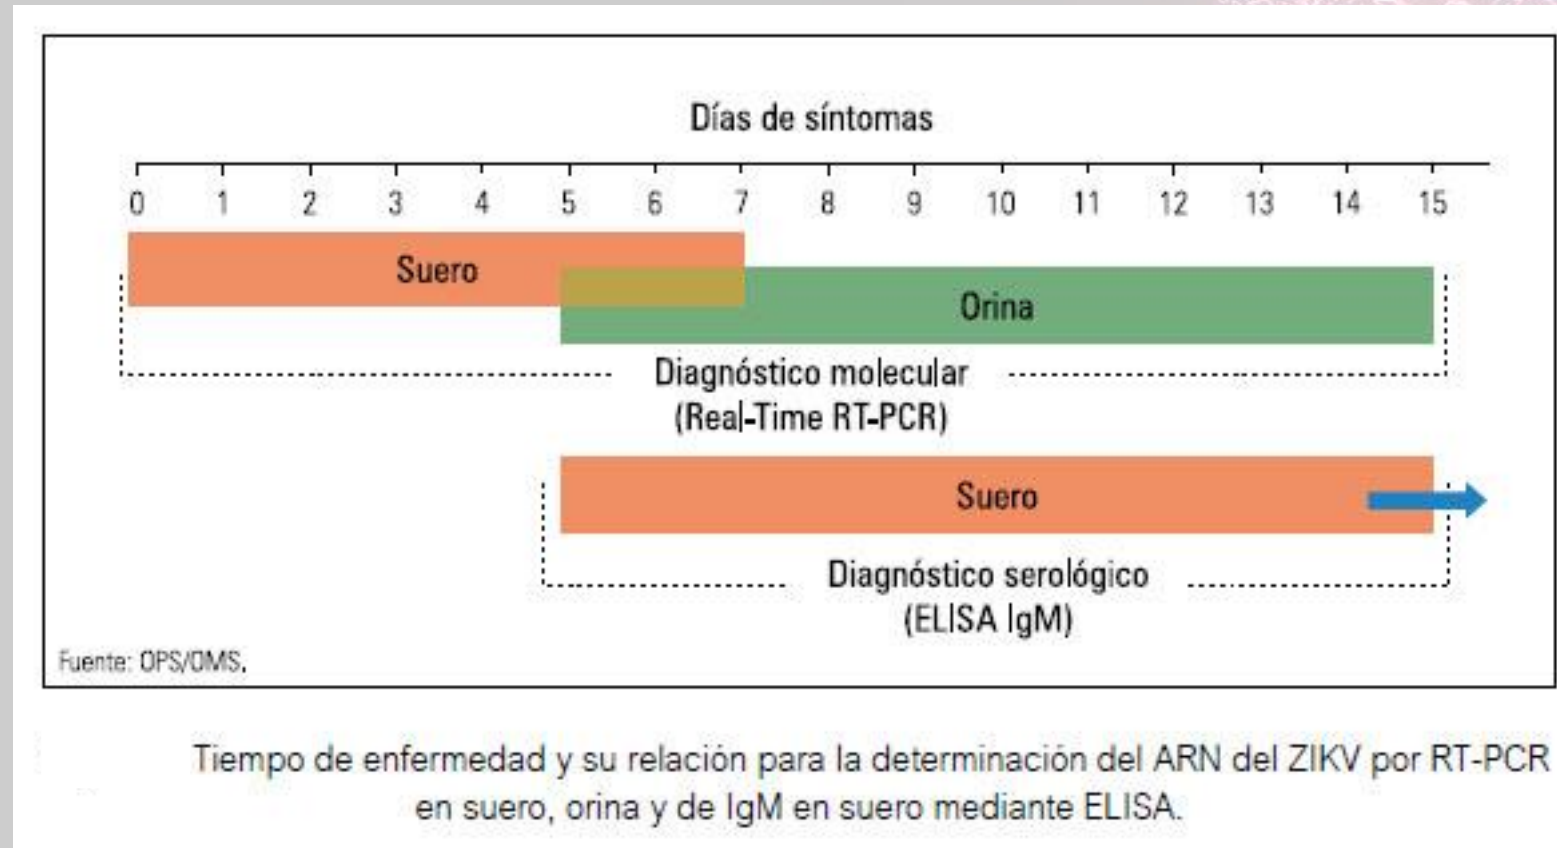 Días de síntomas
0 1 2 3 4 5 6 7 8 9 10 11 12 13 14 15
Suero
Orina
Diagnóstico molecular
(Real-Time RT-PCR)
Suero
Diagnóstico serológico
(ELISA IgM)
Fuente: OPS/OMS.
Tiempo de enfermedad y su relación para la determinación del ARN del ZIKV por RT-PCR
en suero, orina y de IgM en suero mediante ELISA.